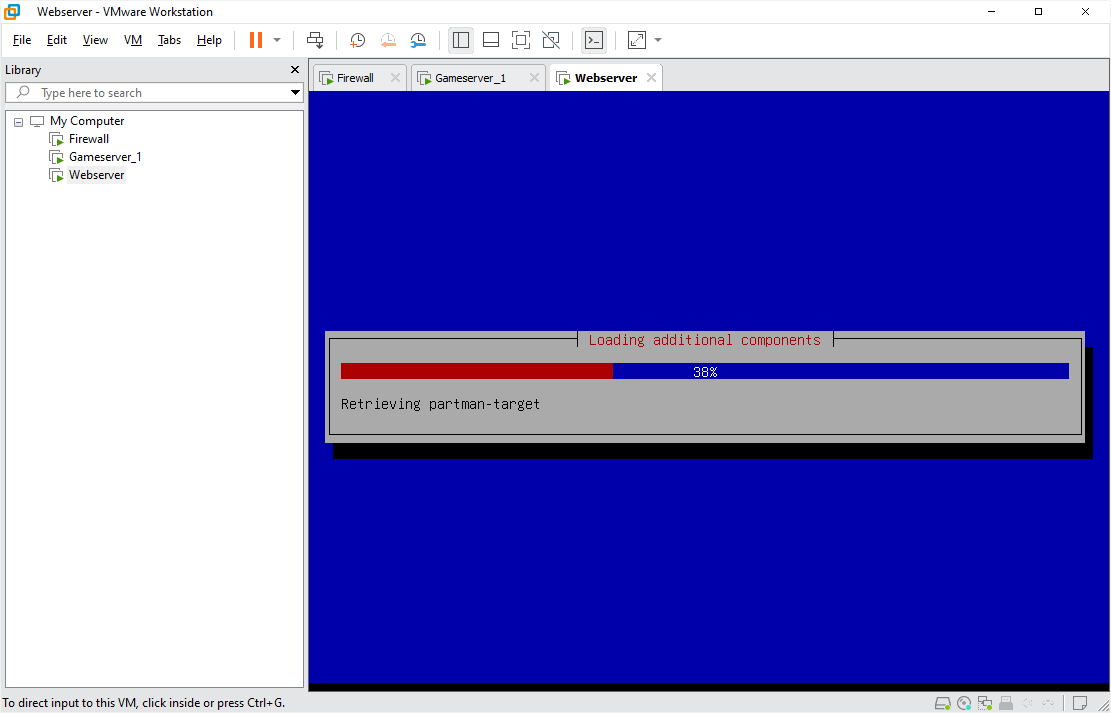 Webserver - VMware Workstation
File Edit View VM Tabs Help
Library
Type here to search
My Computer
Firewall
Gameserver_1
Webserver
Firewall Gameserver_1 Webserver
Loading additional components
38%
Retrieving partman-target
To direct input to this VM, click inside or press Ctrl+G.